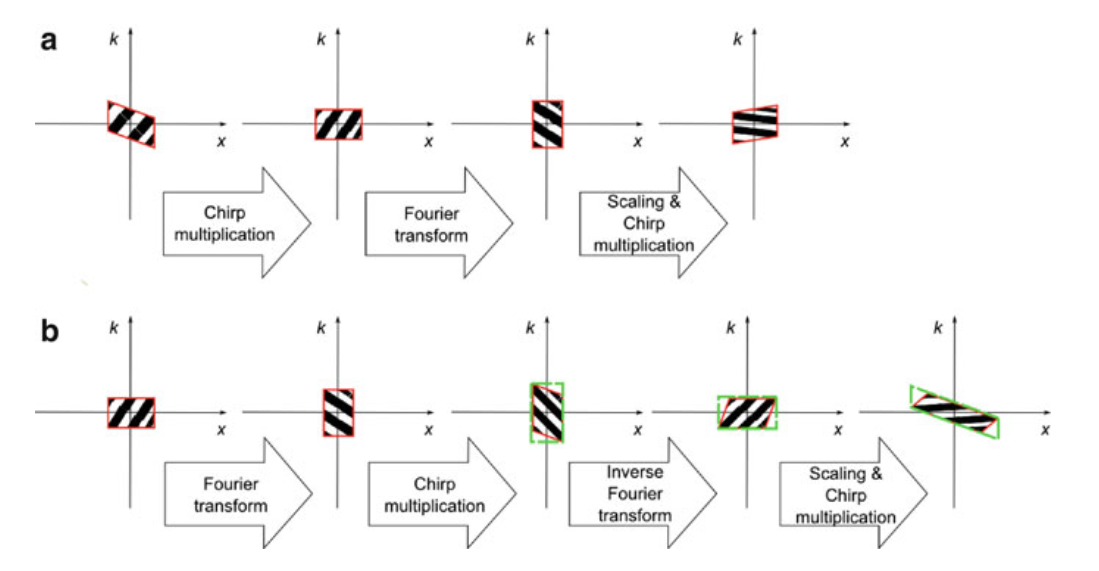 a
k
x
k
x
k
x
k
x
Chirp
multiplication
Fourier
transform
Scaling &
Chirp
multiplication
b
k
x
k
x
k
x
k
x
k
x
Fourier
transform
Chirp
multiplication
Inverse
Fourier
transform
Scaling &
Chirp
multiplication